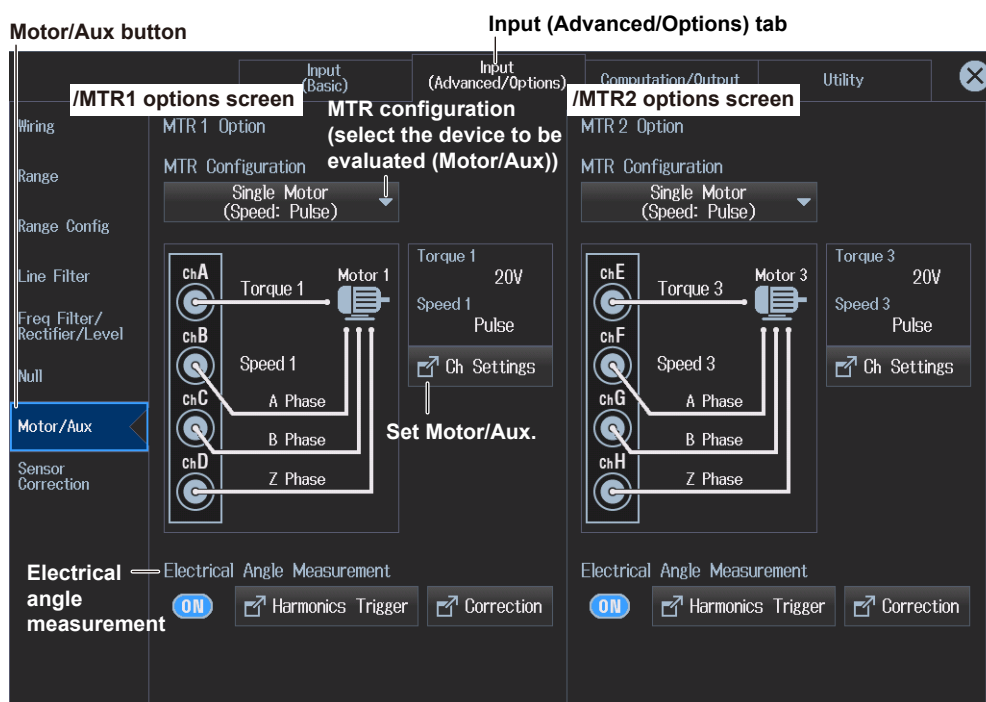 Motor/Aux button
Input (Advanced/Options) tab
Input
(Basic)
Input
(Advanced/Options)
Computation/Output
Utility
/MTR1 options screen
/MTR2 options screen
MTR configuration
(select the device to be
evaluated (Motor/Aux))
Wiring
Range
Range Config
Line Filter
Freq Filter/
Rectifier/Level
Null
Motor/Aux
Sensor
Correction
MTR 1 Option
MTR Configuration
Single Motor
(Speed: Pulse)
ChA
Torque 1
Motor 1
ChB
Speed 1
ChC
A Phase
B Phase
ChD
Z Phase
Torque 1
20V
Speed 1
Pulse
Ch Settings
Set Motor/Aux.
Electrical
angle
measurement
Electrical Angle Measurement
ON
Harmonics Trigger
Correction
MTR 2 Option
MTR Configuration
Single Motor
(Speed: Pulse)
ChE
Torque 3
Motor 3
ChF
Speed 3
ChG
A Phase
B Phase
ChH
Z Phase
Torque 3
20V
Speed 3
Pulse
Ch Settings
Electrical Angle Measurement
ON
Harmonics Trigger
Correction